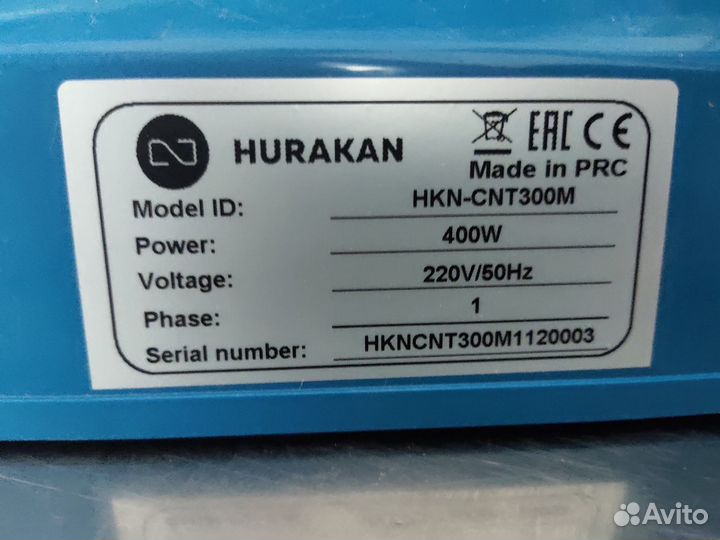 HURAKAN
EAC CE
Made in PRC
Model ID: HKN-CNT300M
Power: 400W
Voltage: 220V/50Hz
Phase: 1
Serial number: HKNCNT300M1120003
Avito